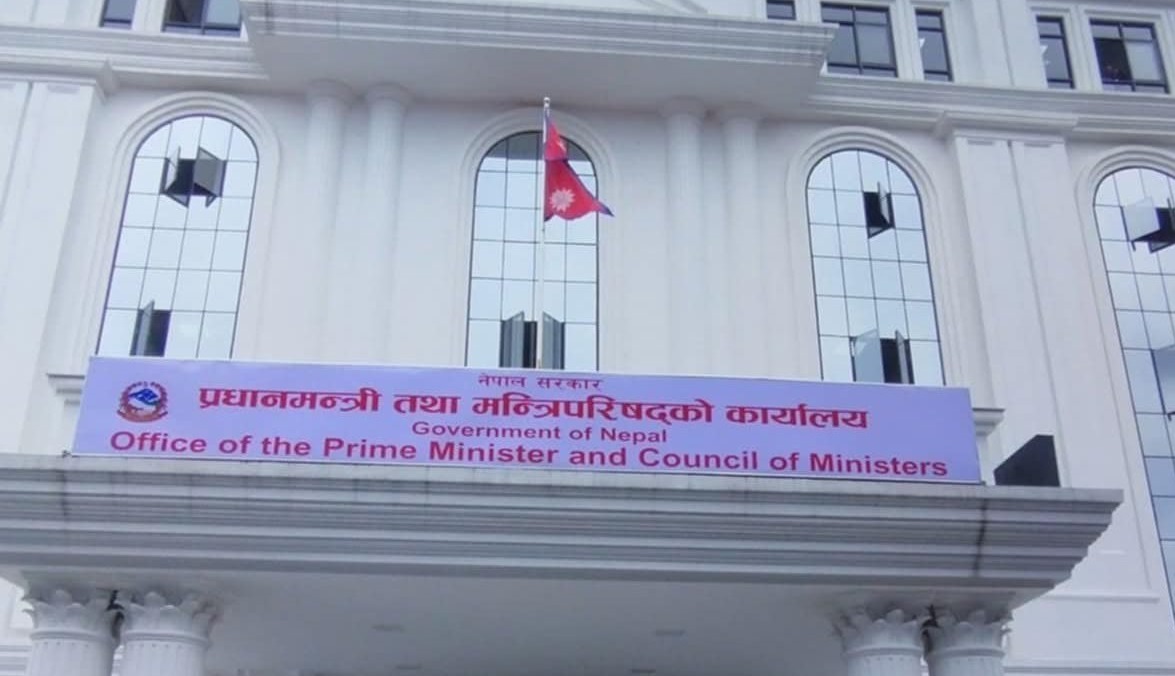 नेपाल सरकार
प्रधानमन्त्री तथा मन्त्रिपरिषद्को कार्यालय
Government of Nepal
Office of the Prime Minister and Council of Ministers